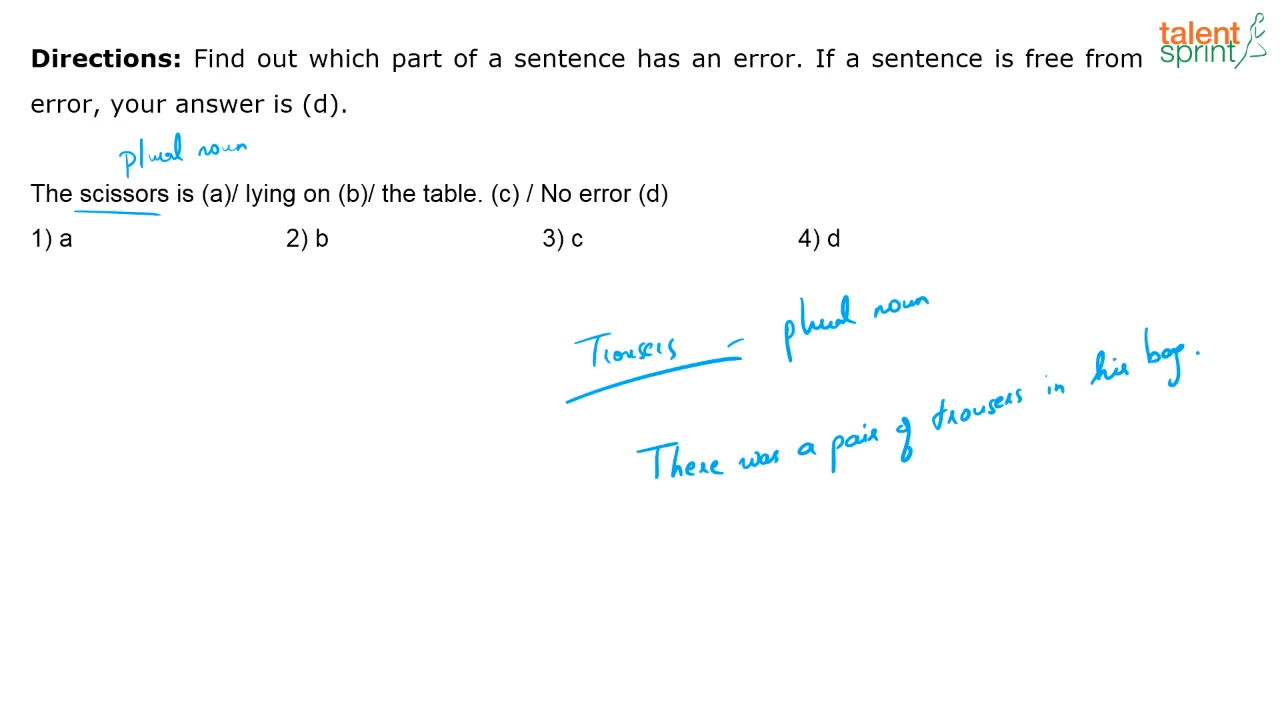 talent
sprint
Directions: Find out which part of a sentence has an error. If a sentence is free from
error, your answer is (d).
plural noun
The scissors is (a)/ lying on (b)/ the table. (c) / No error (d)
1) a 2) b 3) c 4) d
Trousers = plural noun
There was a pair of trousers in his bag.